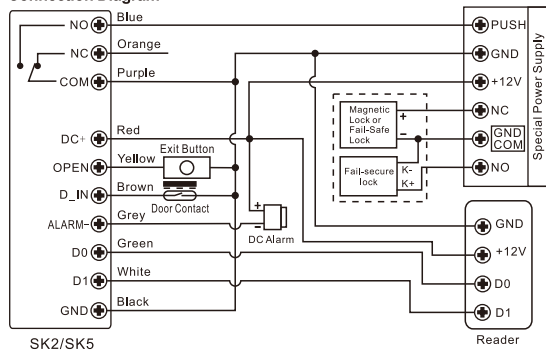 NO Blue
NC Orange
COM Purple
DC+ Red
OPEN Yellow
Exit Button
D_IN Brown
Door Contact
ALARM- Grey
+
-
DC Alarm
D0 Green
D1 White
GND Black
SK2/SK5
Magnetic
Lock or
Fail-Safe
Lock
+
-
Fail-secure
lock
K-
K+
PUSH
GND
+12V
NC
GND
COM
NO
Special Power Supply
GND
+12V
D0
D1
Reader